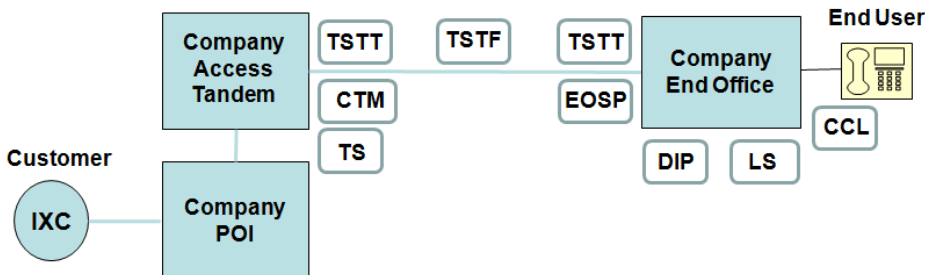 End User
Company
Access
Tandem
TSTT
TSTF
TSTT
Company
End Office
CTM
EOSP
TS
CCL
DIP
LS
Customer
IXC
Company
POI